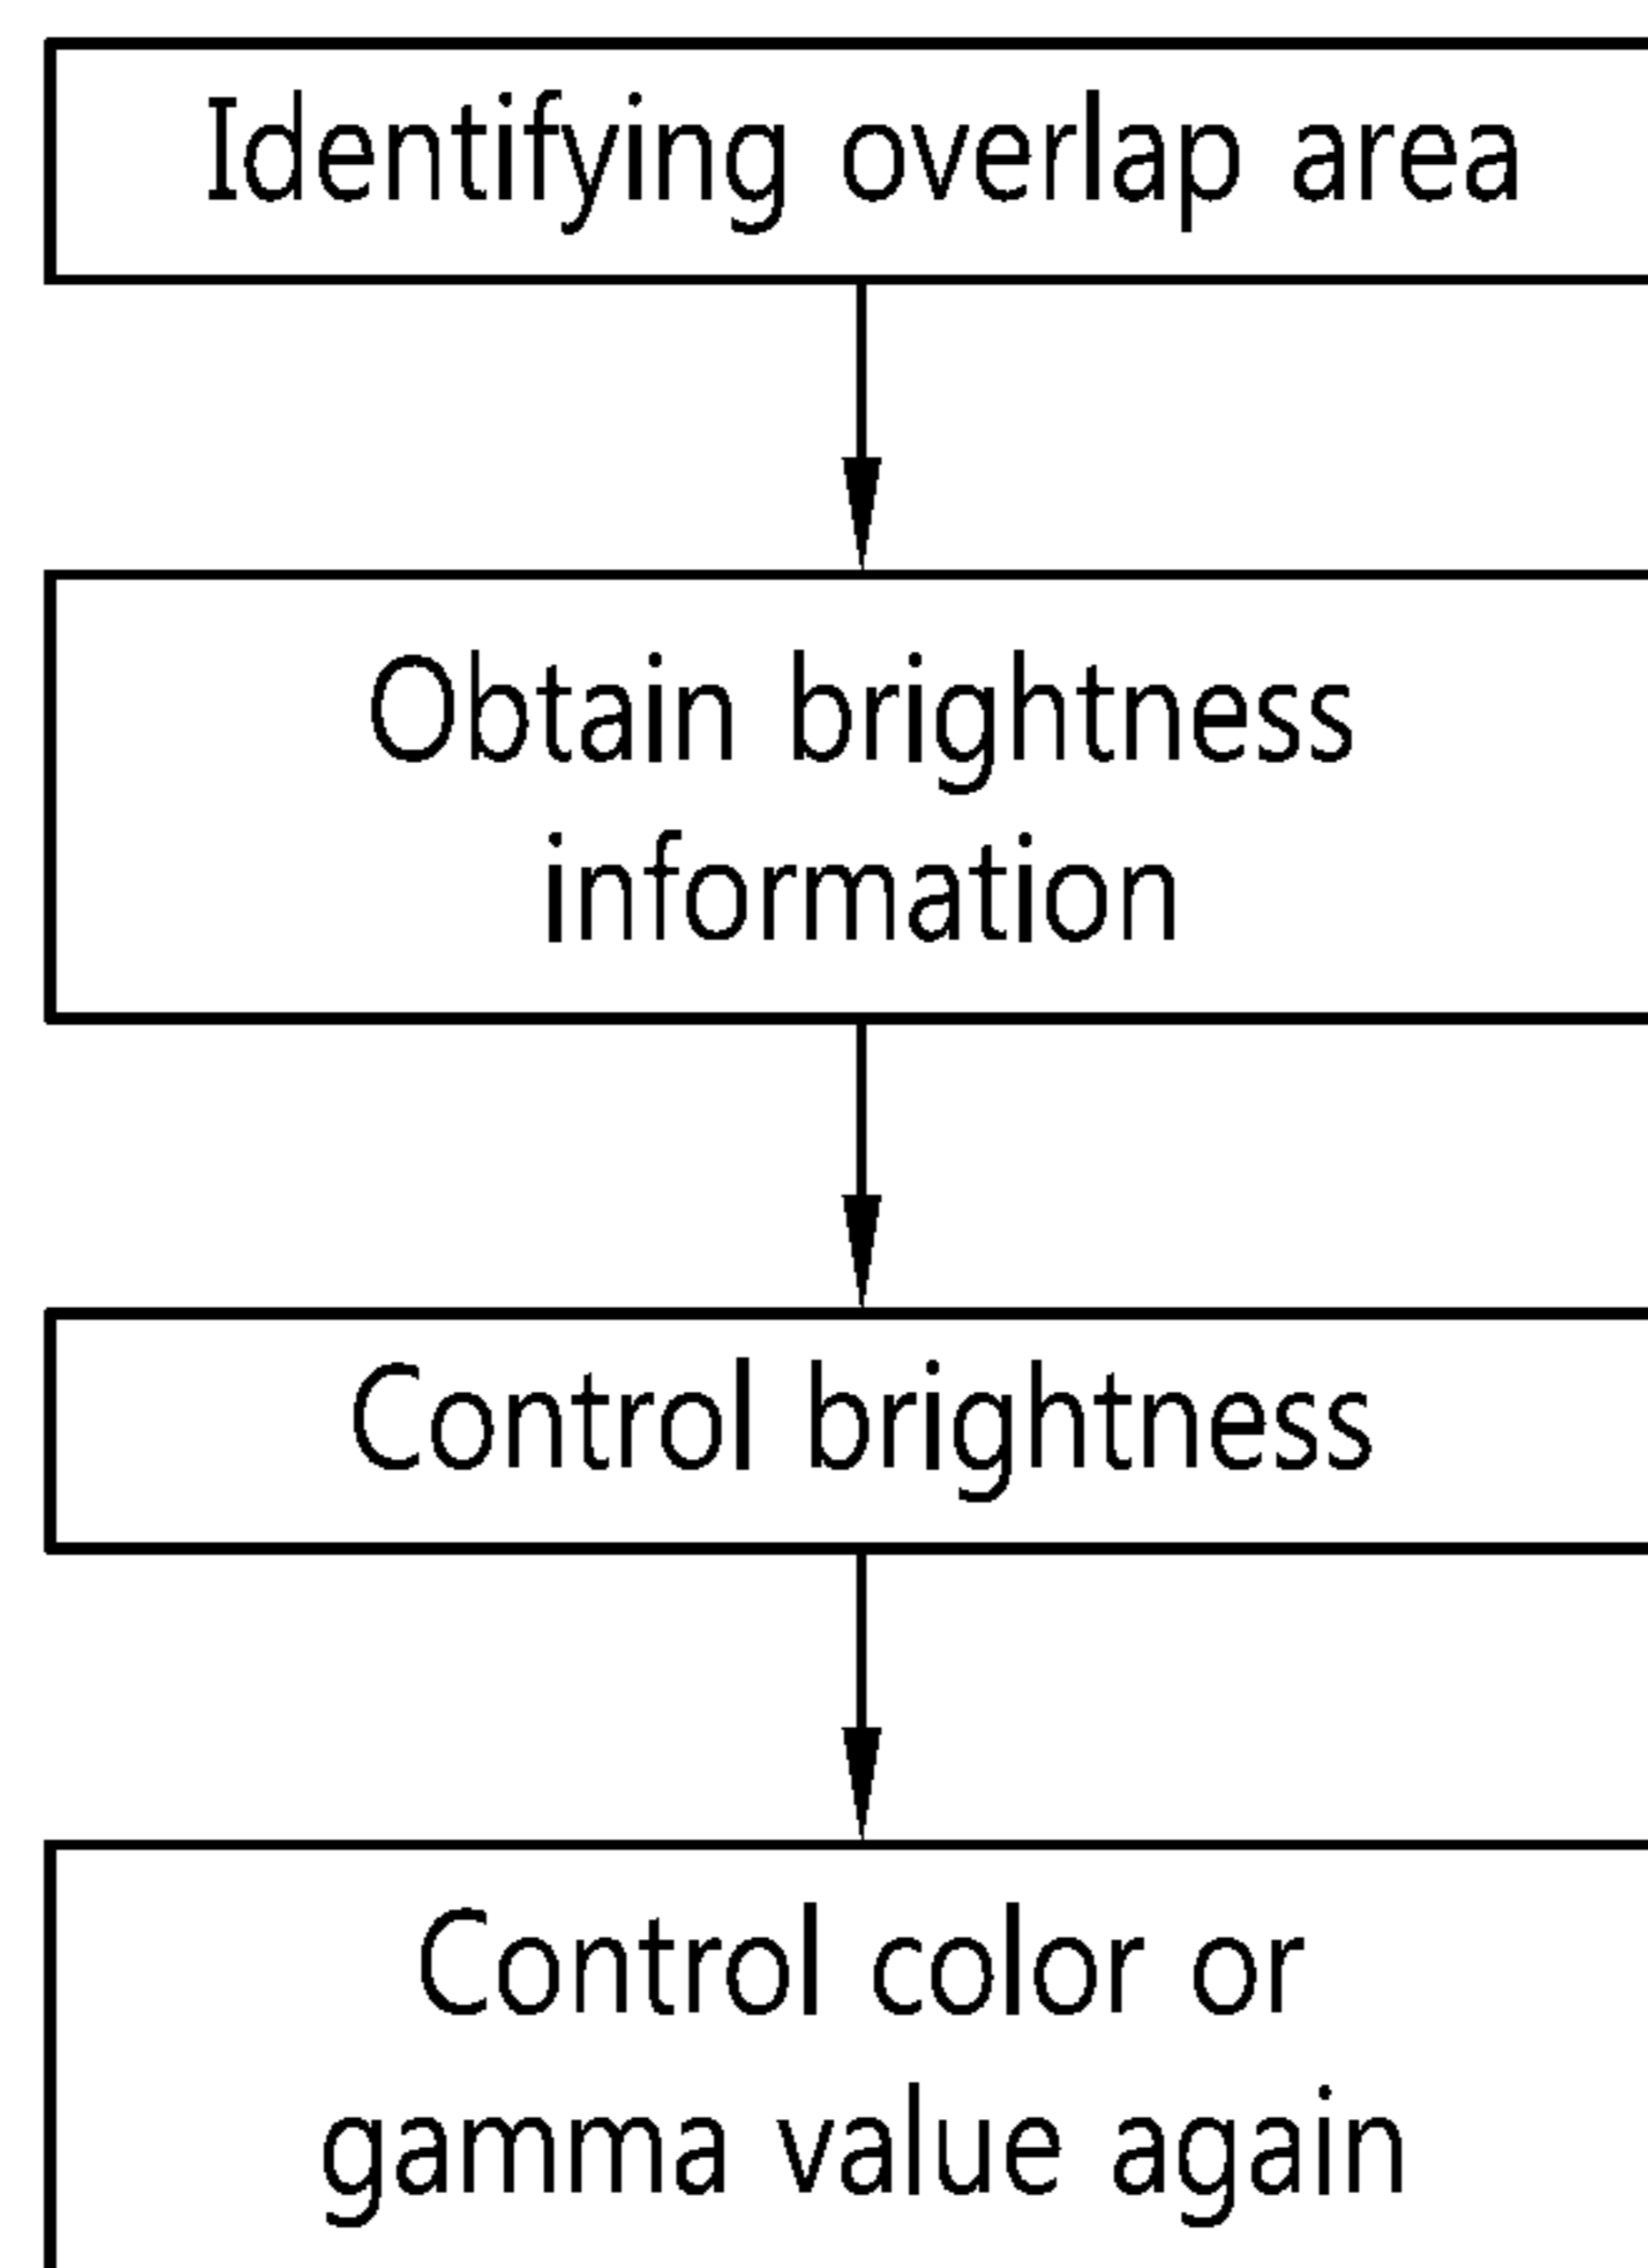 Identifying overlap area
Obtain brightness
information
Control brightness
Control color or
gamma value again